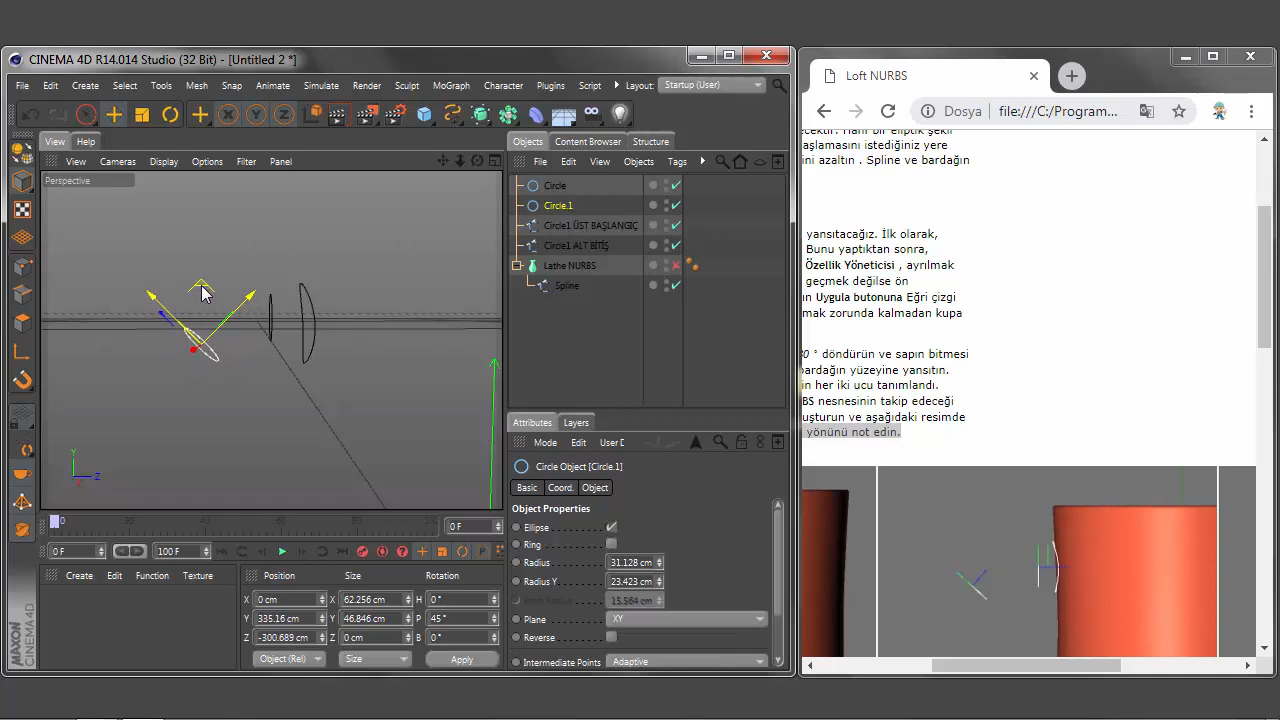 CINEMA 4D R14.014 Studio (32 Bit) - [Untitled 2 *]
File Edit Create Select Tools Mesh Snap Animate Simulate Render Sculpt MoGraph Character Plugins Script Layout: Startup (User)
View Help
View Cameras Display Options Filter Panel
Perspective
Y
Z
Objects Content Browser Structure
File Edit View Objects Tags
Circle
Circle.1
Circle1 ÜST BAŞLANGIÇ
Circle1 ALT BİTİŞ
Lathe NURBS
Spline
Attributes Layers
Mode Edit
Circle Object [Circle.1]
Basic Coord. Object
Object Properties
Ellipse
Ring
Radius 31.128 cm
Radius Y 23.423 cm
15.564 cm
Plane XY
Reverse
Intermediate Points Adaptive
0 20 40 60 80 100 0 F
0 F 100 F
Create Edit Function Texture
Position Size Rotation
X 0 cm X 62.256 cm H 0 °
Y 335.16 cm Y 46.846 cm P 45 °
Z -300.689 cm Z 0 cm B 0 °
Object (Rel) Size Apply
MAXON
CINEMA 4D
Loft NURBS
Dosya file:///C:/Program...
aşlamasını istediğiniz yere
ni azaltın . Spline ve bardağın
yansıtacağız. İlk olarak,
Bunu yaptıktan sonra,
Özellik Yöneticisi , ayrılmak
geçmek değilse ön
ın Uygula butonuna Eğri çizgi
mak zorunda kalmadan kupa
0 ° döndürün ve sapın bitmesi
bardağın yüzeyine yansıtın.
in her iki ucu tanımlandı.
BS nesnesinin takip edeceği
uşturun ve aşağıdaki resimde
yönünü not edin.